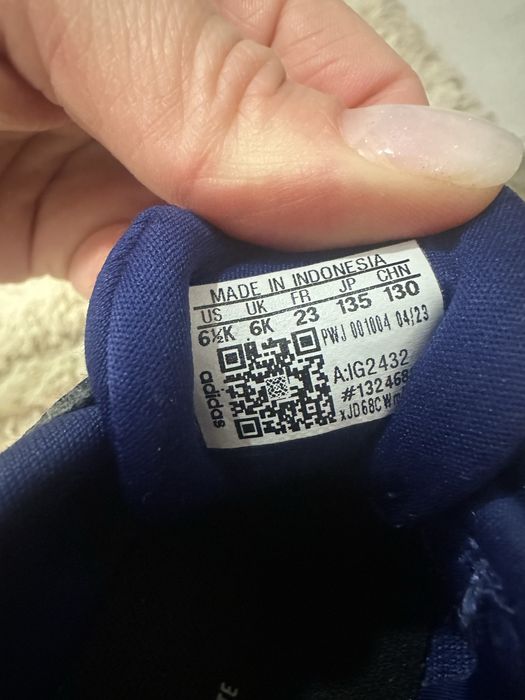 MADE IN INDONESIA
US UK FR JP CHN
6½K 6K 23 135 130
PWJ 001004 04/23
A:IG2432
adidas